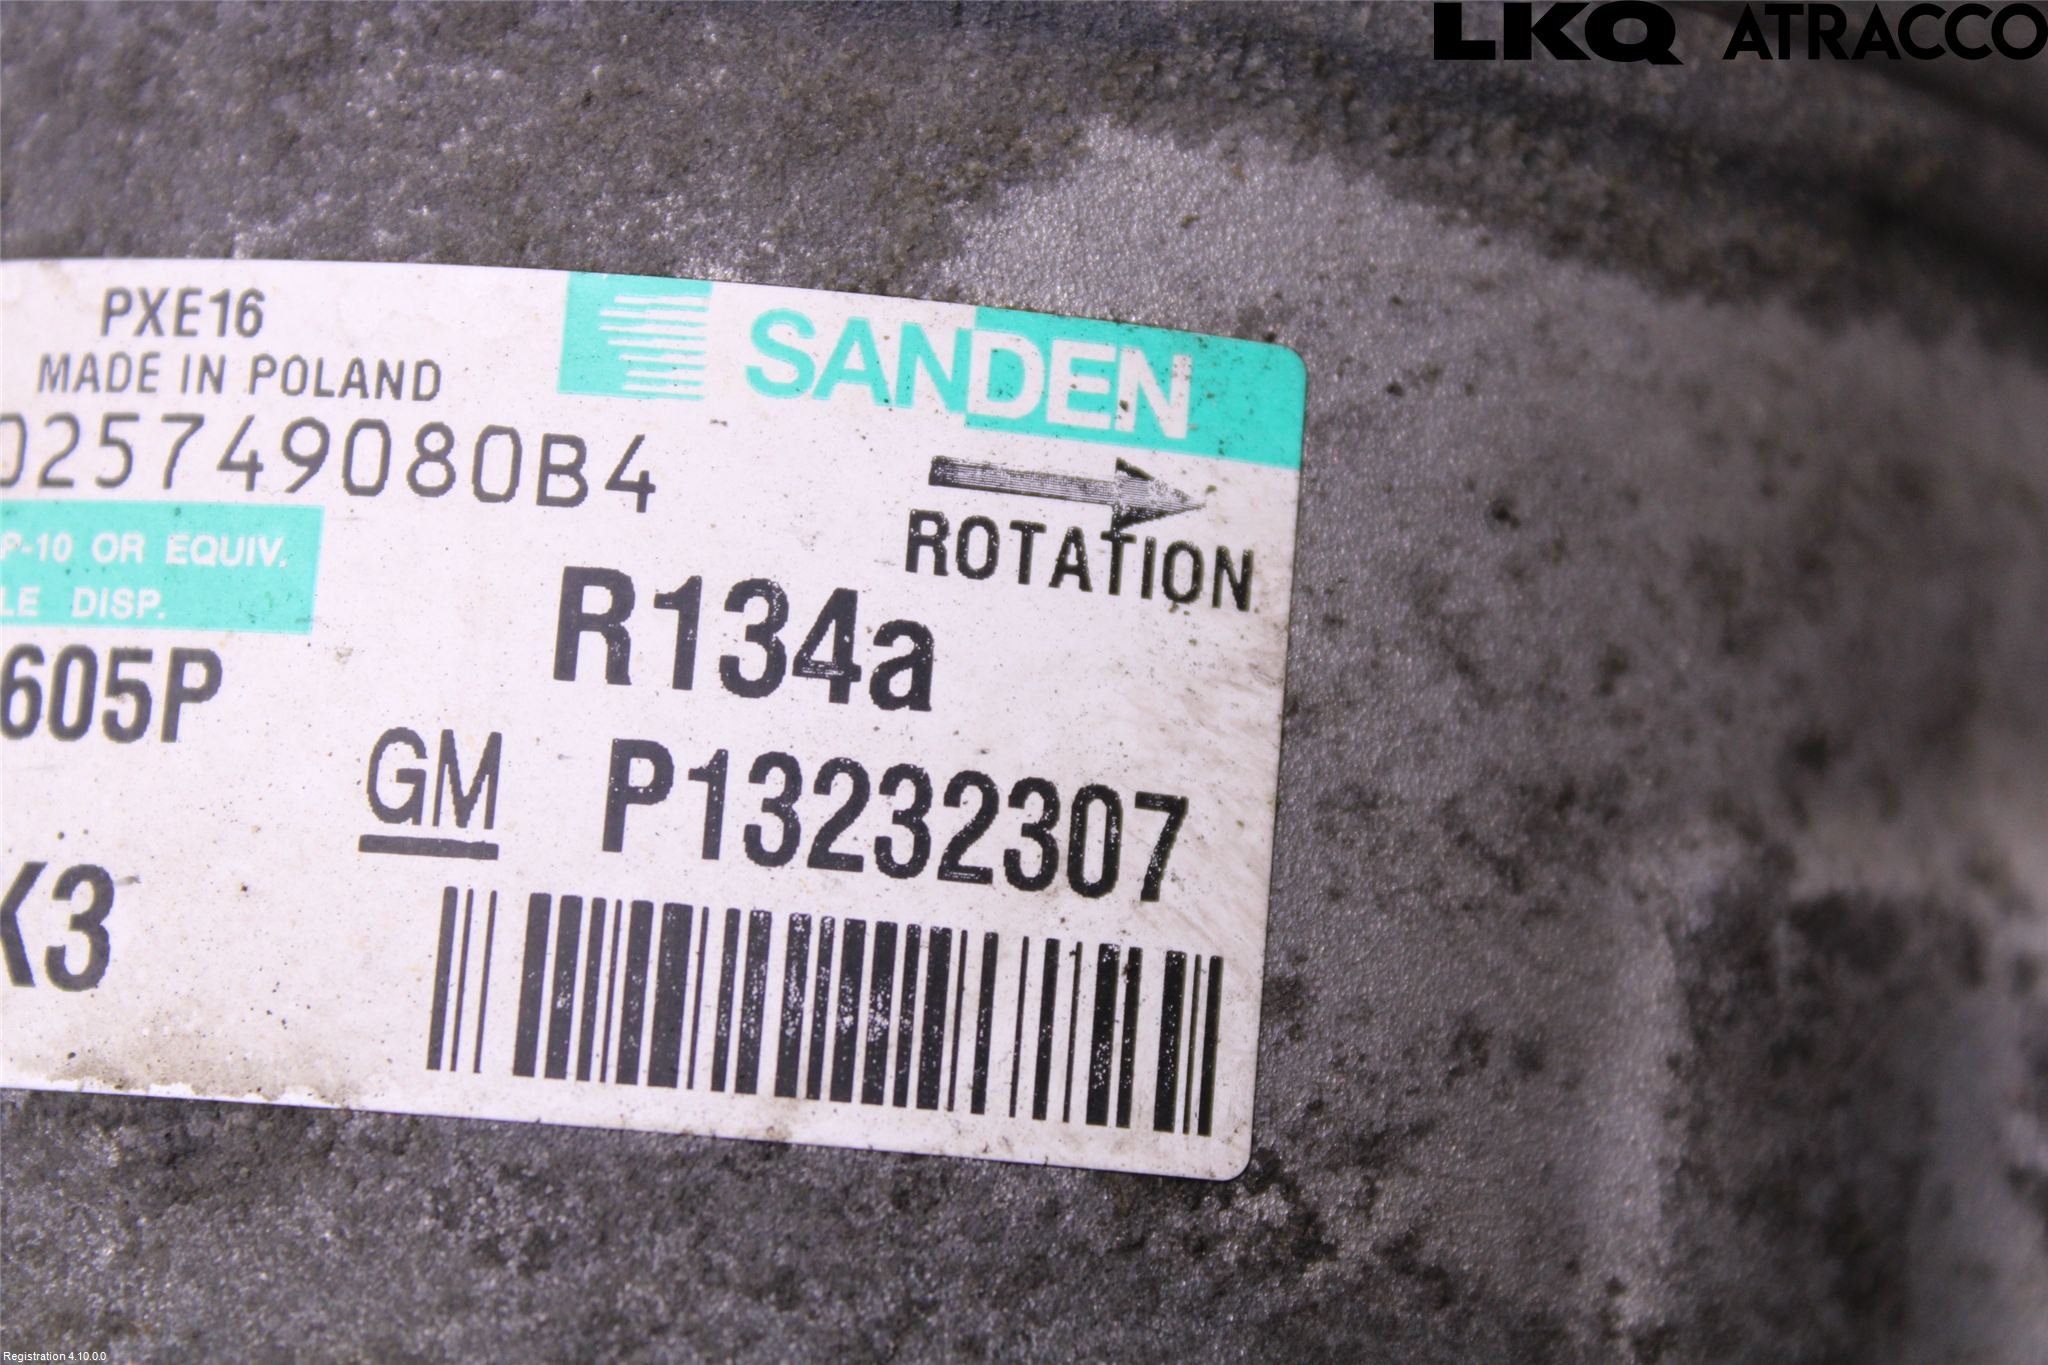 LKQ ATRACCO
PXE16
SANDEN
MADE IN POLAND
025749080B4
ROTATION
P-10 OR EQUIV.
LE DISP.
R134a
605P
GM P13232307
K3
Registration 4.10.0.0